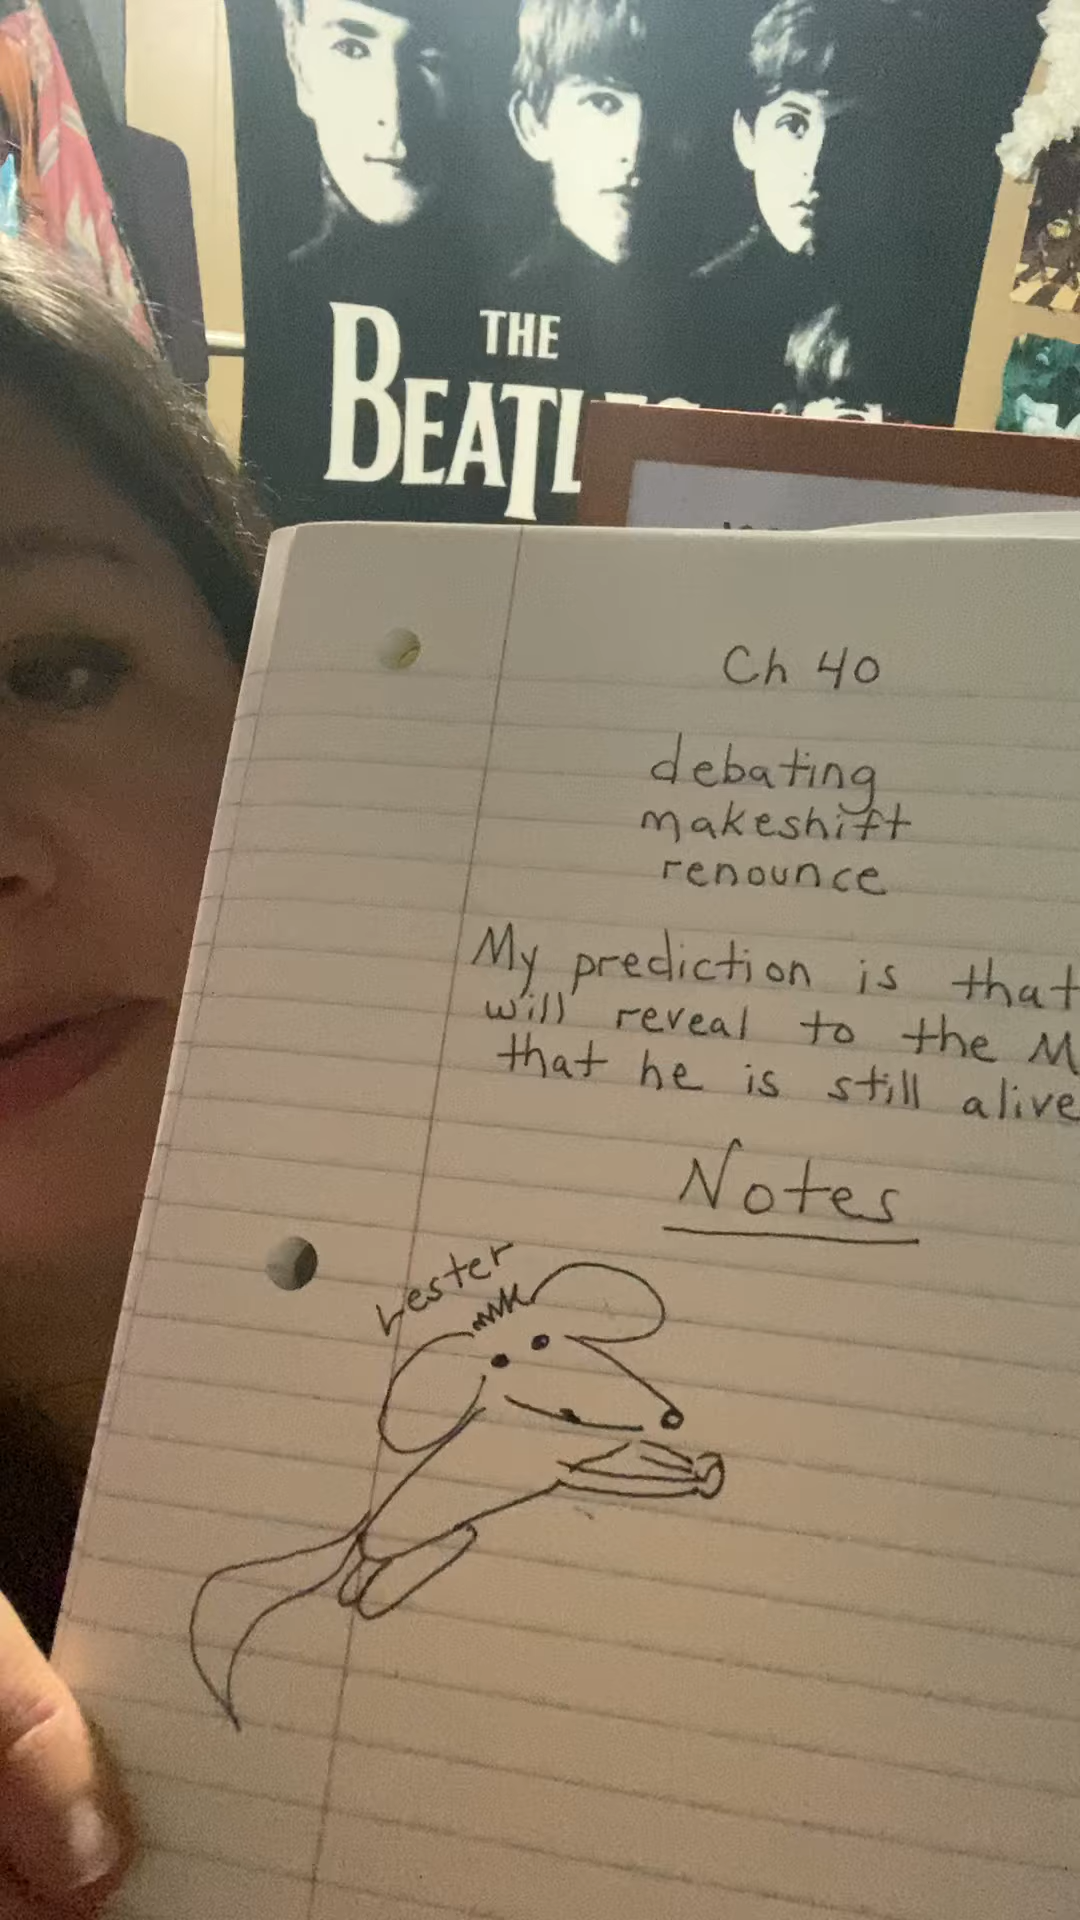 THE
BEATL
Ch 40
debating
makeshift
renounce
My prediction is that
will reveal to the M
that he is still alive
Notes
Lester